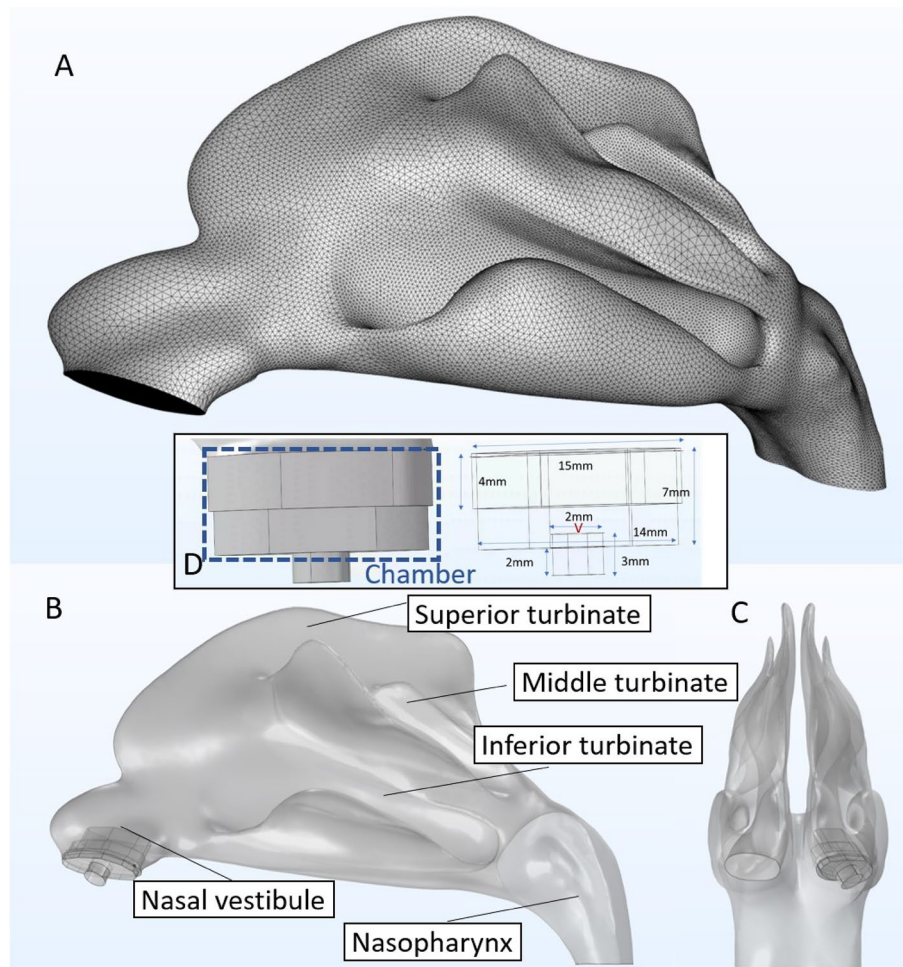 A
15mm
4mm
7mm
2mm
V
14mm
2mm
3mm
D
Chamber
B
C
Superior turbinate
Middle turbinate
Inferior turbinate
Nasal vestibule
Nasopharynx